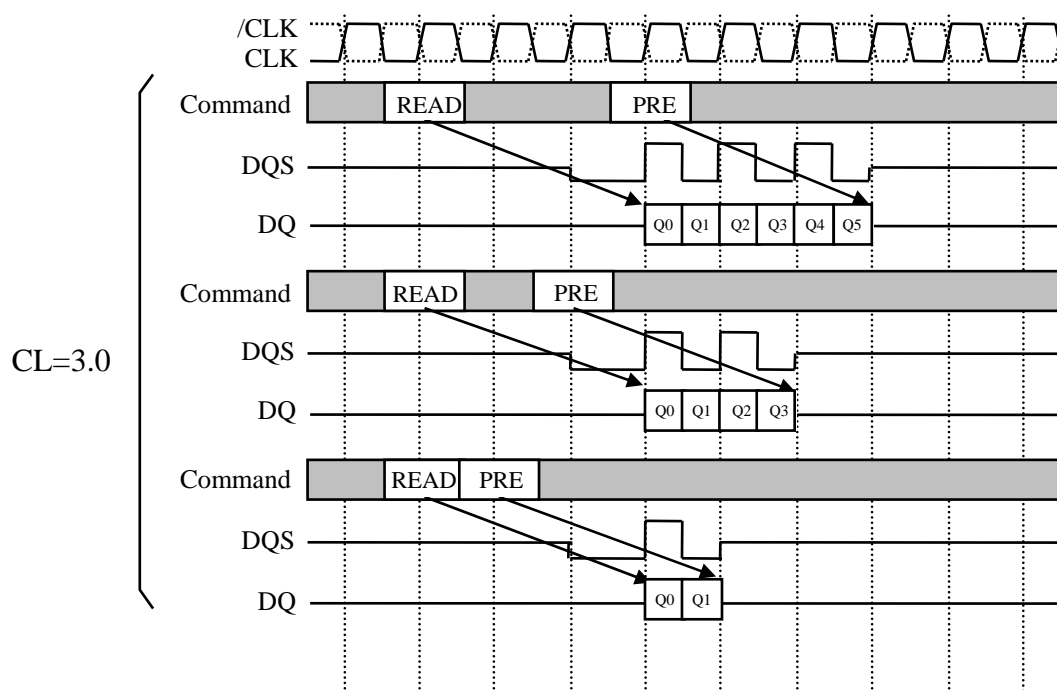 /CLK
CLK
Command READ PRE
DQS
DQ Q0 Q1 Q2 Q3 Q4 Q5
Command READ PRE
CL=3.0
DQS
DQ Q0 Q1 Q2 Q3
Command READ PRE
DQS
DQ Q0 Q1